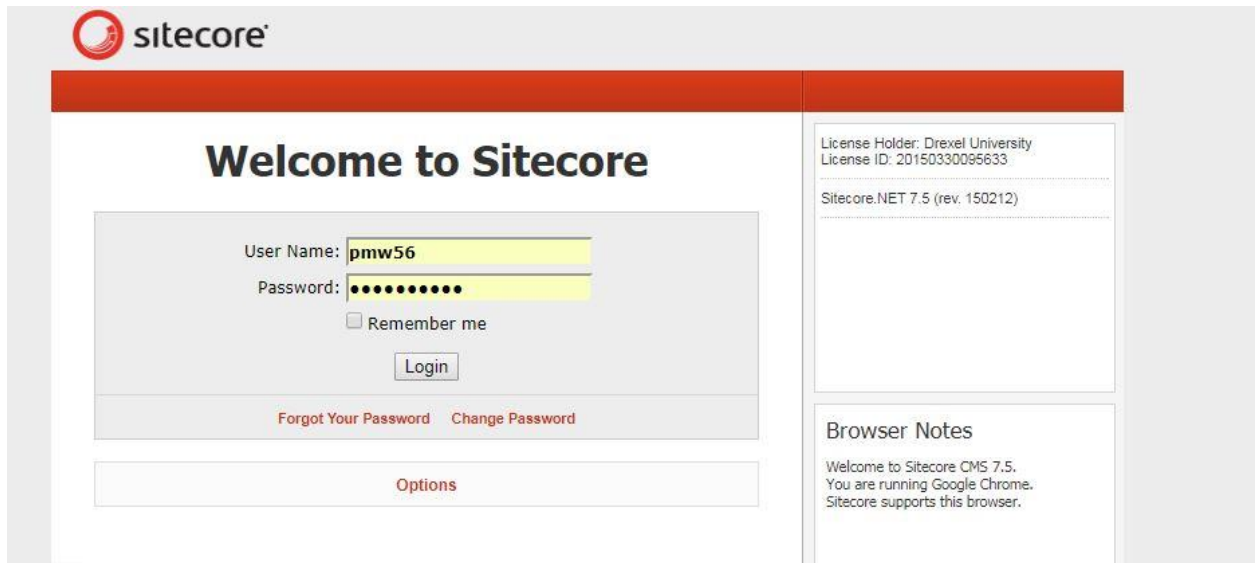 sitecore
Welcome to Sitecore
User Name: pmw56
Password: ●●●●●●●●●●
Remember me
Login
Forgot Your Password Change Password
Options
License Holder: Drexel University
License ID: 20150330095633
Sitecore.NET 7.5 (rev. 150212)
Browser Notes
Welcome to Sitecore CMS 7.5.
You are running Google Chrome.
Sitecore supports this browser.